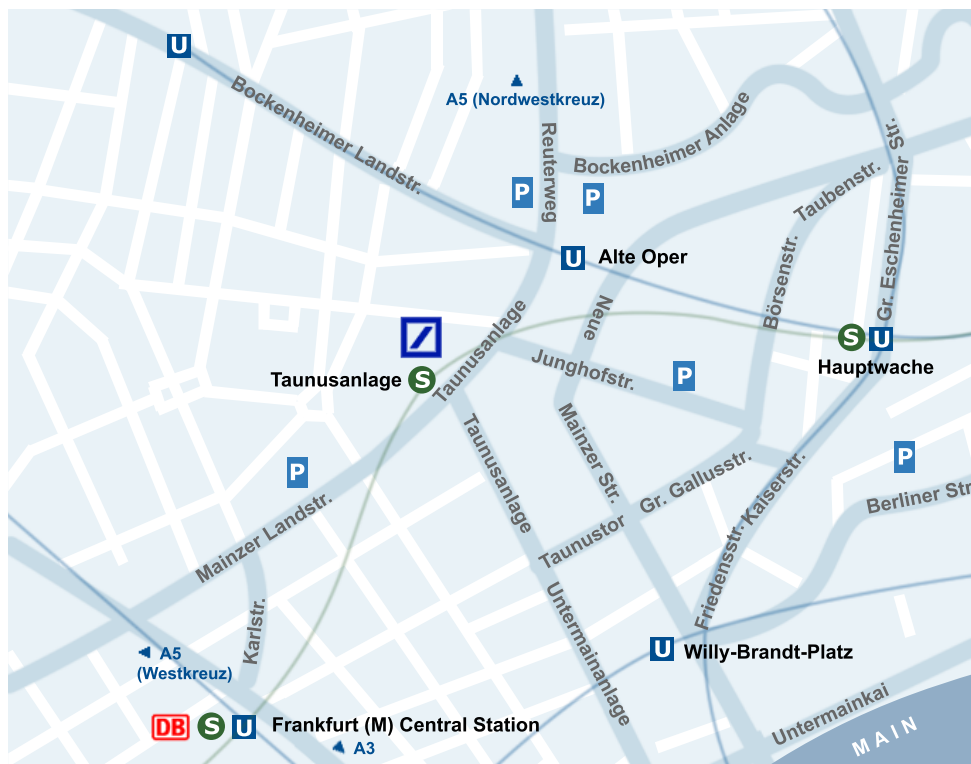 U
Bockenheimer Landstr.
A5 (Nordwestkreuz)
Reuterweg
Bockenheimer Anlage
Gr. Eschenheimer Str.
Taubenstr.
P
P
U
Alte Oper
Börsenstr.
Neue
Taunusanlage
S
U
Hauptwache
Junghofstr.
P
Taunusanlage
S
Taunusanlage
Mainzer Str.
P
P
Gr. Gallusstr.
Kaiserstr.
Berliner Str
Mainzer Landstr.
Taunustor
Friedensstr.
Karlstr.
Untermainanlage
A5
(Westkreuz)
U
Willy-Brandt-Platz
DB
S
U
Frankfurt (M) Central Station
A3
Untermainkai
MAIN